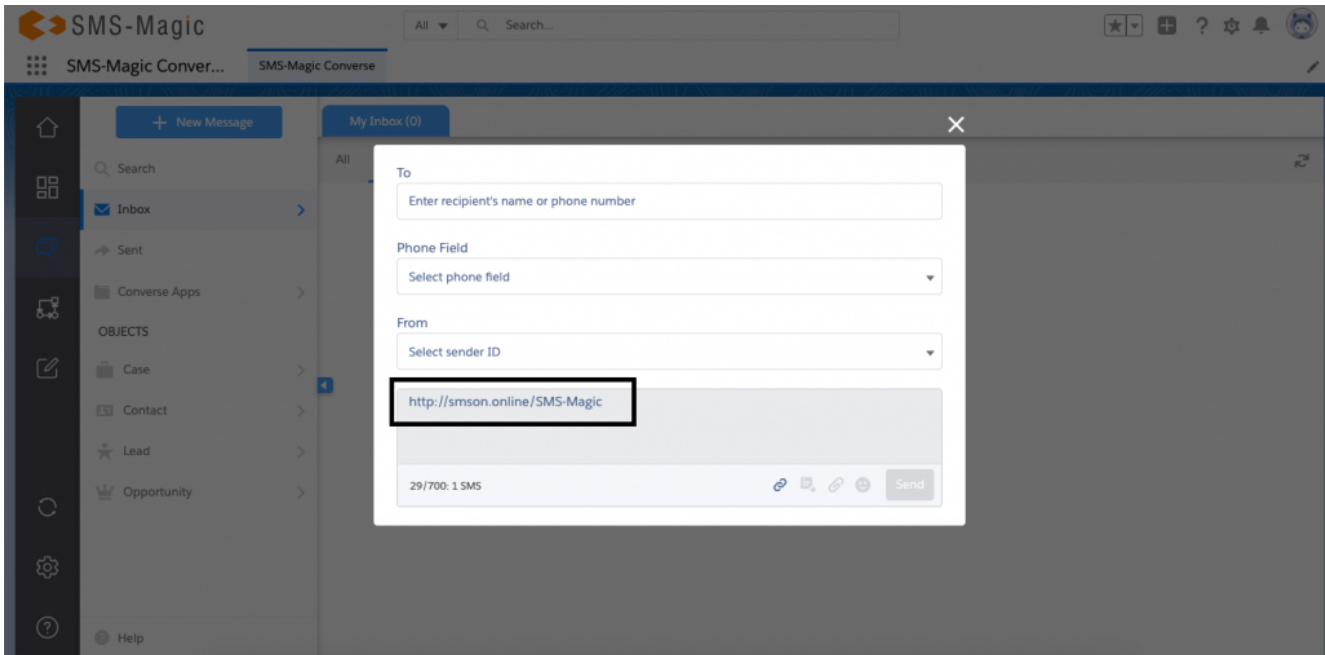 SMS-Magic
All
Search...
SMS-Magic Conver...
SMS-Magic Converse
New Message
My Inbox (0)
Search
All
Inbox
Sent
Converse Apps
OBJECTS
Case
Contact
Lead
Opportunity
Help
To
Enter recipient's name or phone number
Phone Field
Select phone field
From
Select sender ID
http://smson.online/SMS-Magic
29/700: 1 SMS
Send